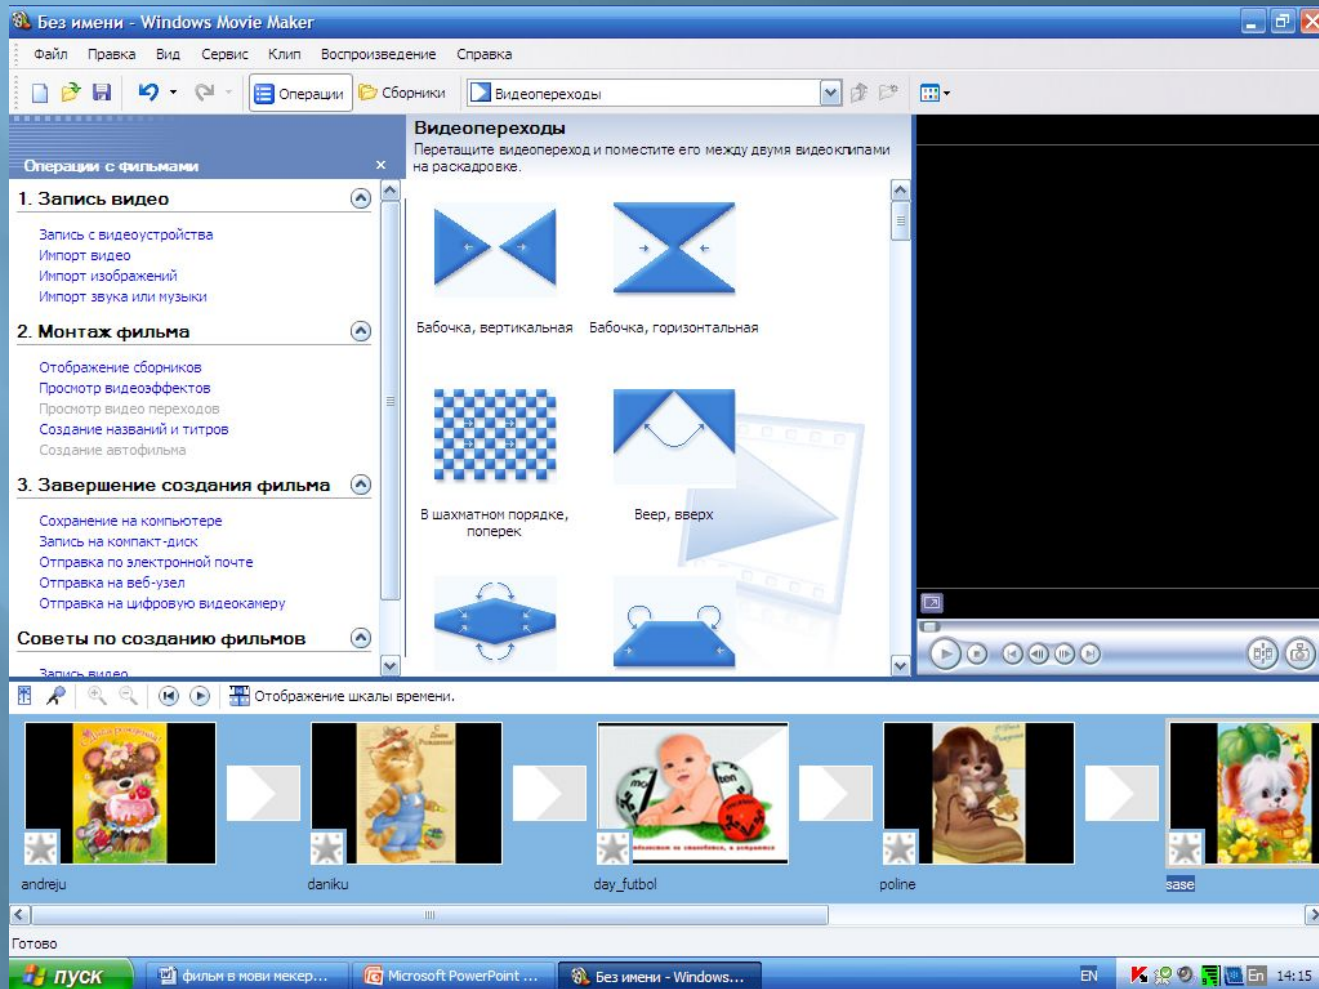 Без имени - Windows Movie Maker
Файл Правка Вид Сервис Клип Воспроизведение Справка
Операции Сборники Видеопереходы
Операции с фильмами
1. Запись видео
Запись с видеоустройства
Импорт видео
Импорт изображений
Импорт звука или музыки
2. Монтаж фильма
Отображение сборников
Просмотр видеоэффектов
Просмотр видео переходов
Создание названий и титров
Создание автофильма
3. Завершение создания фильма
Сохранение на компьютере
Запись на компакт-диск
Отправка по электронной почте
Отправка на веб-узел
Отправка на цифровую видеокамеру
Советы по созданию фильмов
Запись видео
Видеопереходы
Перетащите видеопереход и поместите его между двумя видеоклипами
на раскадровке.
Бабочка, вертикальная Бабочка, горизонтальная
В шахматном порядке,
поперек
Веер, вверх
Отображение шкалы времени.
andreju daniku day_futbol poline sase
Готово
пуск фильм в мови мекер... Microsoft PowerPoint ... Без имени - Windows... EN En 14:15